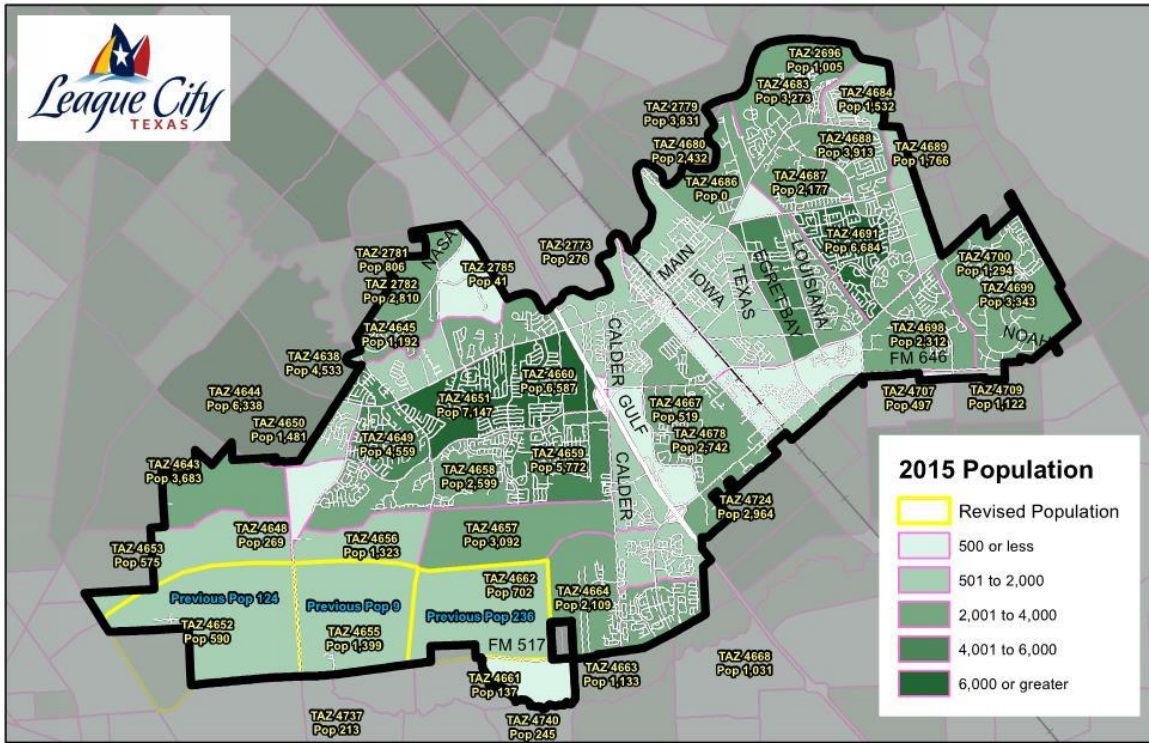 League City
TEXAS
TAZ 2696
Pop 1,005
TAZ 4683
Pop 3,273
TAZ 4684
Pop 1,532
TAZ 2779
Pop 3,831
TAZ 4680
Pop 2,432
TAZ 4688
Pop 3,913
TAZ 4689
Pop 1,766
TAZ 4686
Pop 0
TAZ 4687
Pop 2,177
TAZ 4691
Pop 6,684
TAZ 2781
Pop 806
NASA
TAZ 2785
Pop 41
TAZ 2773
Pop 276
MAIN
IOWA
TEXAS
EGRET BAY
LOUISIANA
TAZ 4700
Pop 1,294
TAZ 4699
Pop 3,343
NOAH
TAZ 2782
Pop 2,810
TAZ 4645
Pop 1,192
TAZ 4638
Pop 4,533
TAZ 4698
Pop 2,312
FM 646
CALDER
GULF
TAZ 4644
Pop 6,338
TAZ 4660
Pop 6,587
TAZ 4651
Pop 7,147
TAZ 4667
Pop 519
TAZ 4707
Pop 497
TAZ 4709
Pop 1,122
TAZ 4650
Pop 1,481
TAZ 4649
Pop 4,559
TAZ 4658
Pop 2,599
TAZ 4659
Pop 5,772
TAZ 4678
Pop 2,742
CALDER
TAZ 4643
Pop 3,683
TAZ 4724
Pop 2,964
TAZ 4648
Pop 269
TAZ 4656
Pop 1,323
TAZ 4657
Pop 3,092
TAZ 4653
Pop 575
TAZ 4662
Pop 702
TAZ 4664
Pop 2,109
Previous Pop 124
Previous Pop 9
Previous Pop 236
TAZ 4652
Pop 590
TAZ 4655
Pop 1,399
FM 517
TAZ 4661
Pop 137
TAZ 4663
Pop 1,133
TAZ 4668
Pop 1,031
TAZ 4737
Pop 213
TAZ 4740
Pop 245
2015 Population
Revised Population
500 or less
501 to 2,000
2,001 to 4,000
4,001 to 6,000
6,000 or greater